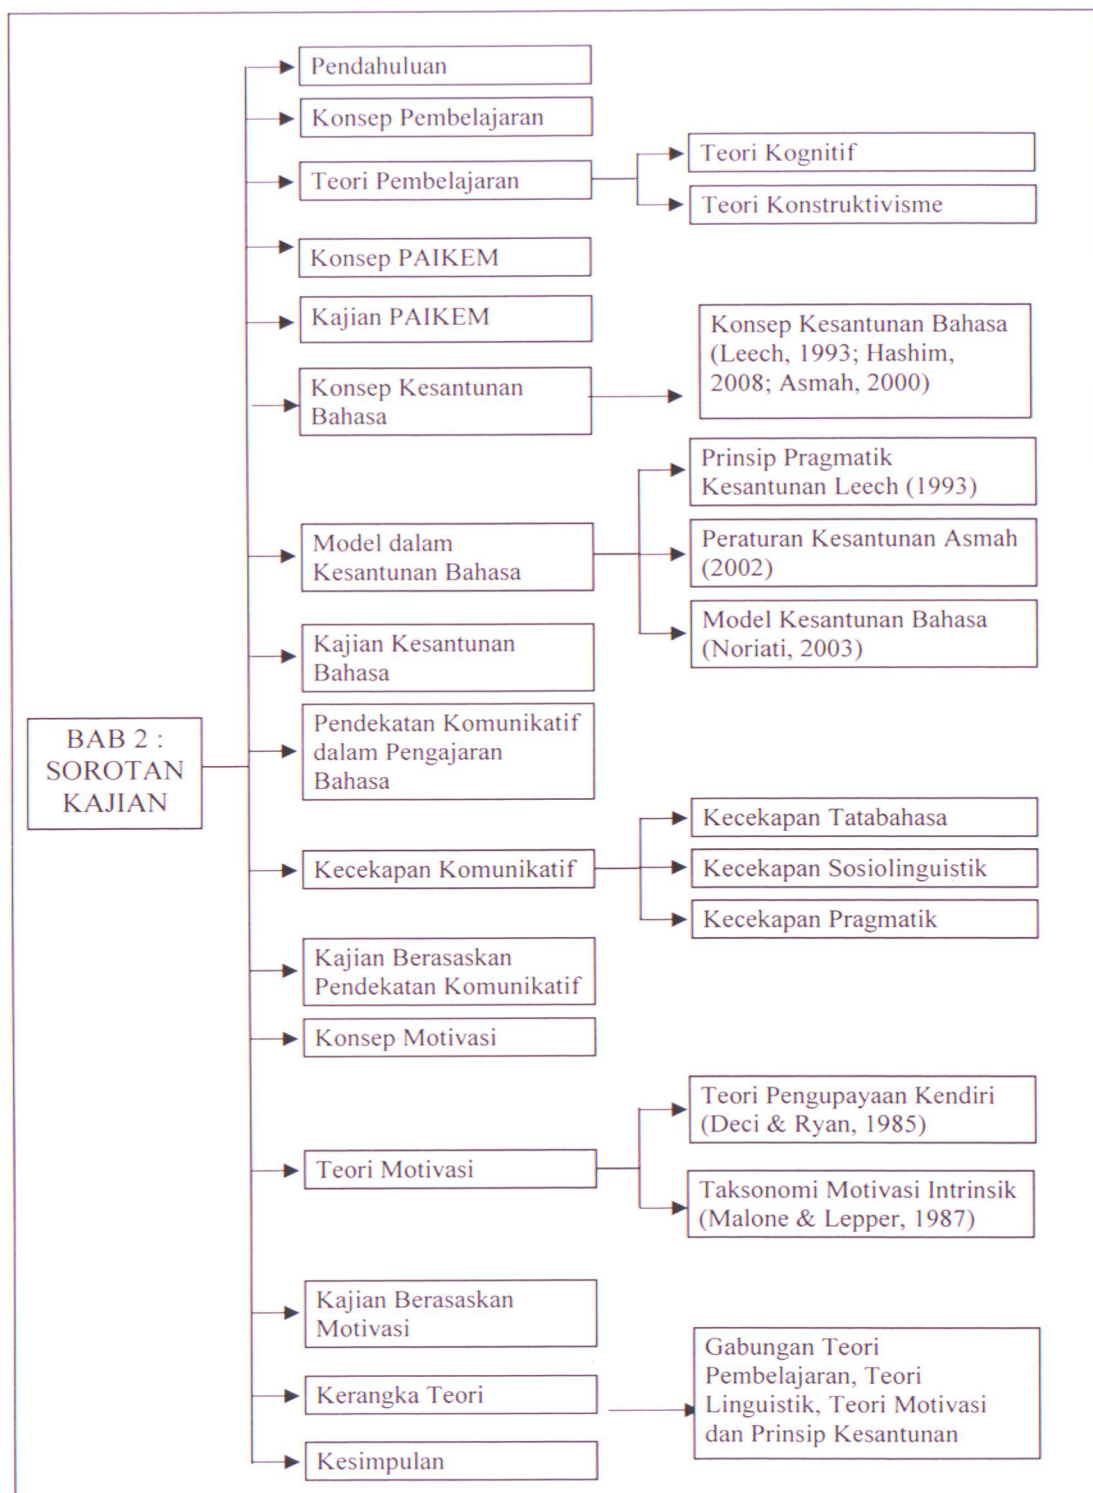 BAB 2 :
SOROTAN
KAJIAN
Pendahuluan
Konsep Pembelajaran
Teori Pembelajaran
Teori Kognitif
Teori Konstruktivisme
Konsep PAIKEM
Kajian PAIKEM
Konsep Kesantunan
Bahasa
Konsep Kesantunan Bahasa
(Leech, 1993; Hashim,
2008; Asmah, 2000)
Model dalam
Kesantunan Bahasa
Prinsip Pragmatik
Kesantunan Leech (1993)
Peraturan Kesantunan Asmah
(2002)
Model Kesantunan Bahasa
(Noriati, 2003)
Kajian Kesantunan
Bahasa
Pendekatan Komunikatif
dalam Pengajaran
Bahasa
Kecekapan Komunikatif
Kecekapan Tatabahasa
Kecekapan Sosiolinguistik
Kecekapan Pragmatik
Kajian Berasaskan
Pendekatan Komunikatif
Konsep Motivasi
Teori Motivasi
Teori Pengupayaan Kendiri
(Deci & Ryan, 1985)
Taksonomi Motivasi Intrinsik
(Malone & Lepper, 1987)
Kajian Berasaskan
Motivasi
Kerangka Teori
Gabungan Teori
Pembelajaran, Teori
Linguistik, Teori Motivasi
dan Prinsip Kesantunan
Kesimpulan